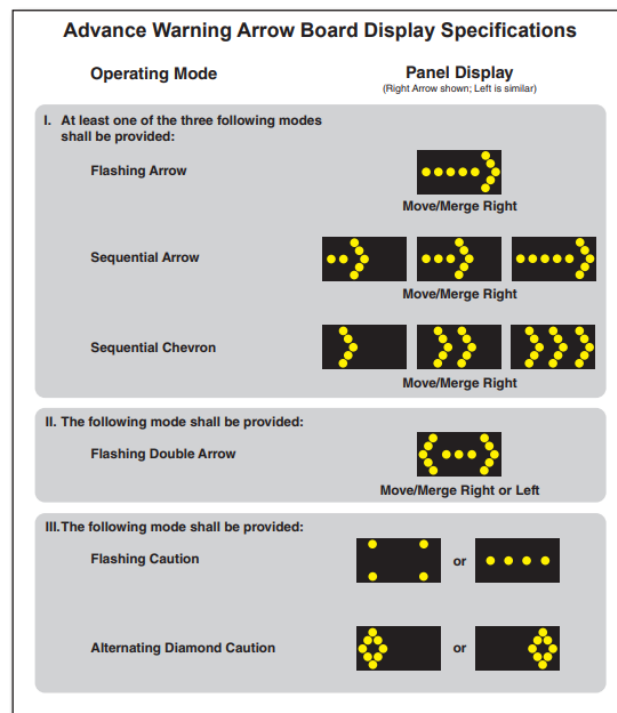 Advance Warning Arrow Board Display Specifications
Operating Mode
Panel Display
(Right Arrow shown; Left is similar)
I. At least one of the three following modes
shall be provided:
Flashing Arrow
Move/Merge Right
Sequential Arrow
Move/Merge Right
Sequential Chevron
Move/Merge Right
II. The following mode shall be provided:
Flashing Double Arrow
Move/Merge Right or Left
III.The following mode shall be provided:
Flashing Caution
or
Alternating Diamond Caution
or